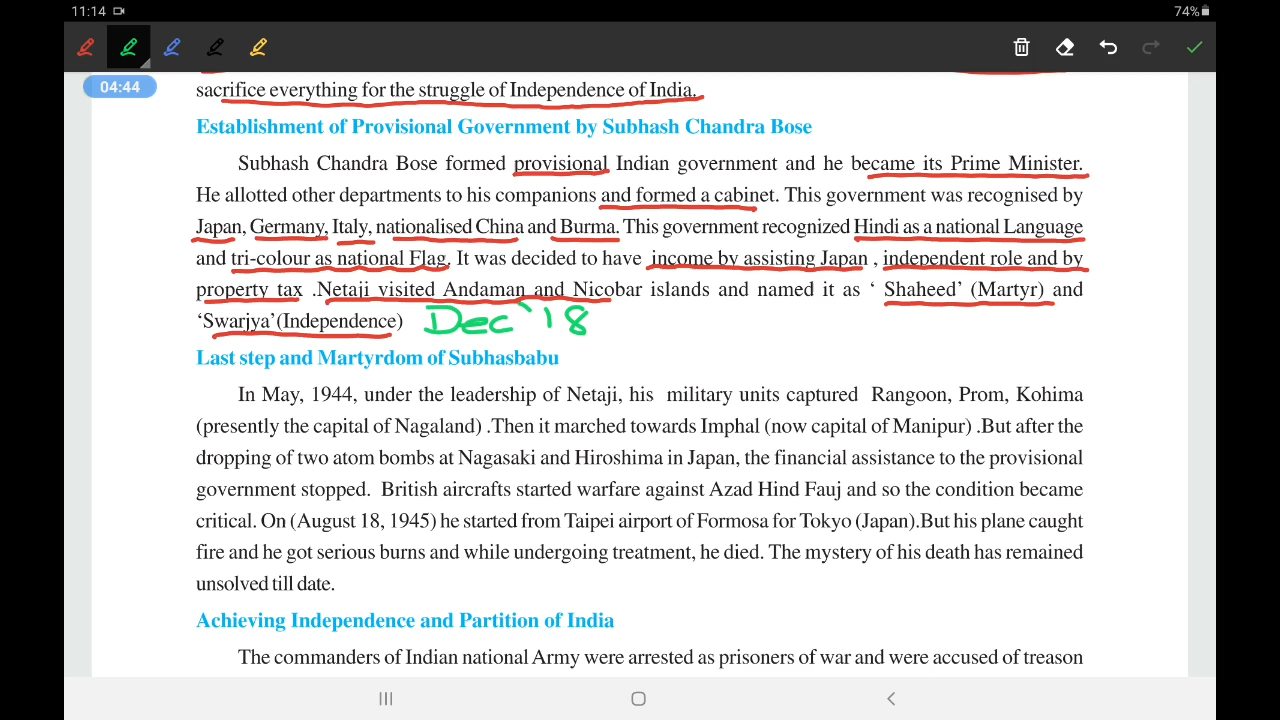 11:14
74%
04:44
sacrifice everything for the struggle of Independence of India.
Establishment of Provisional Government by Subhash Chandra Bose
Subhash Chandra Bose formed provisional Indian government and he became its Prime Minister.
He allotted other departments to his companions and formed a cabinet. This government was recognised by
Japan, Germany, Italy, nationalised China and Burma. This government recognized Hindi as a national Language
and tri-colour as national Flag. It was decided to have income by assisting Japan , independent role and by
property tax .Netaji visited Andaman and Nicobar islands and named it as ‘ Shaheed’ (Martyr) and
‘Swarjya’(Independence) Dec `18
Last step and Martyrdom of Subhasbabu
In May, 1944, under the leadership of Netaji, his military units captured Rangoon, Prom, Kohima
(presently the capital of Nagaland) .Then it marched towards Imphal (now capital of Manipur) .But after the
dropping of two atom bombs at Nagasaki and Hiroshima in Japan, the financial assistance to the provisional
government stopped. British aircrafts started warfare against Azad Hind Fauj and so the condition became
critical. On (August 18, 1945) he started from Taipei airport of Formosa for Tokyo (Japan).But his plane caught
fire and he got serious burns and while undergoing treatment, he died. The mystery of his death has remained
unsolved till date.
Achieving Independence and Partition of India
The commanders of Indian national Army were arrested as prisoners of war and were accused of treason